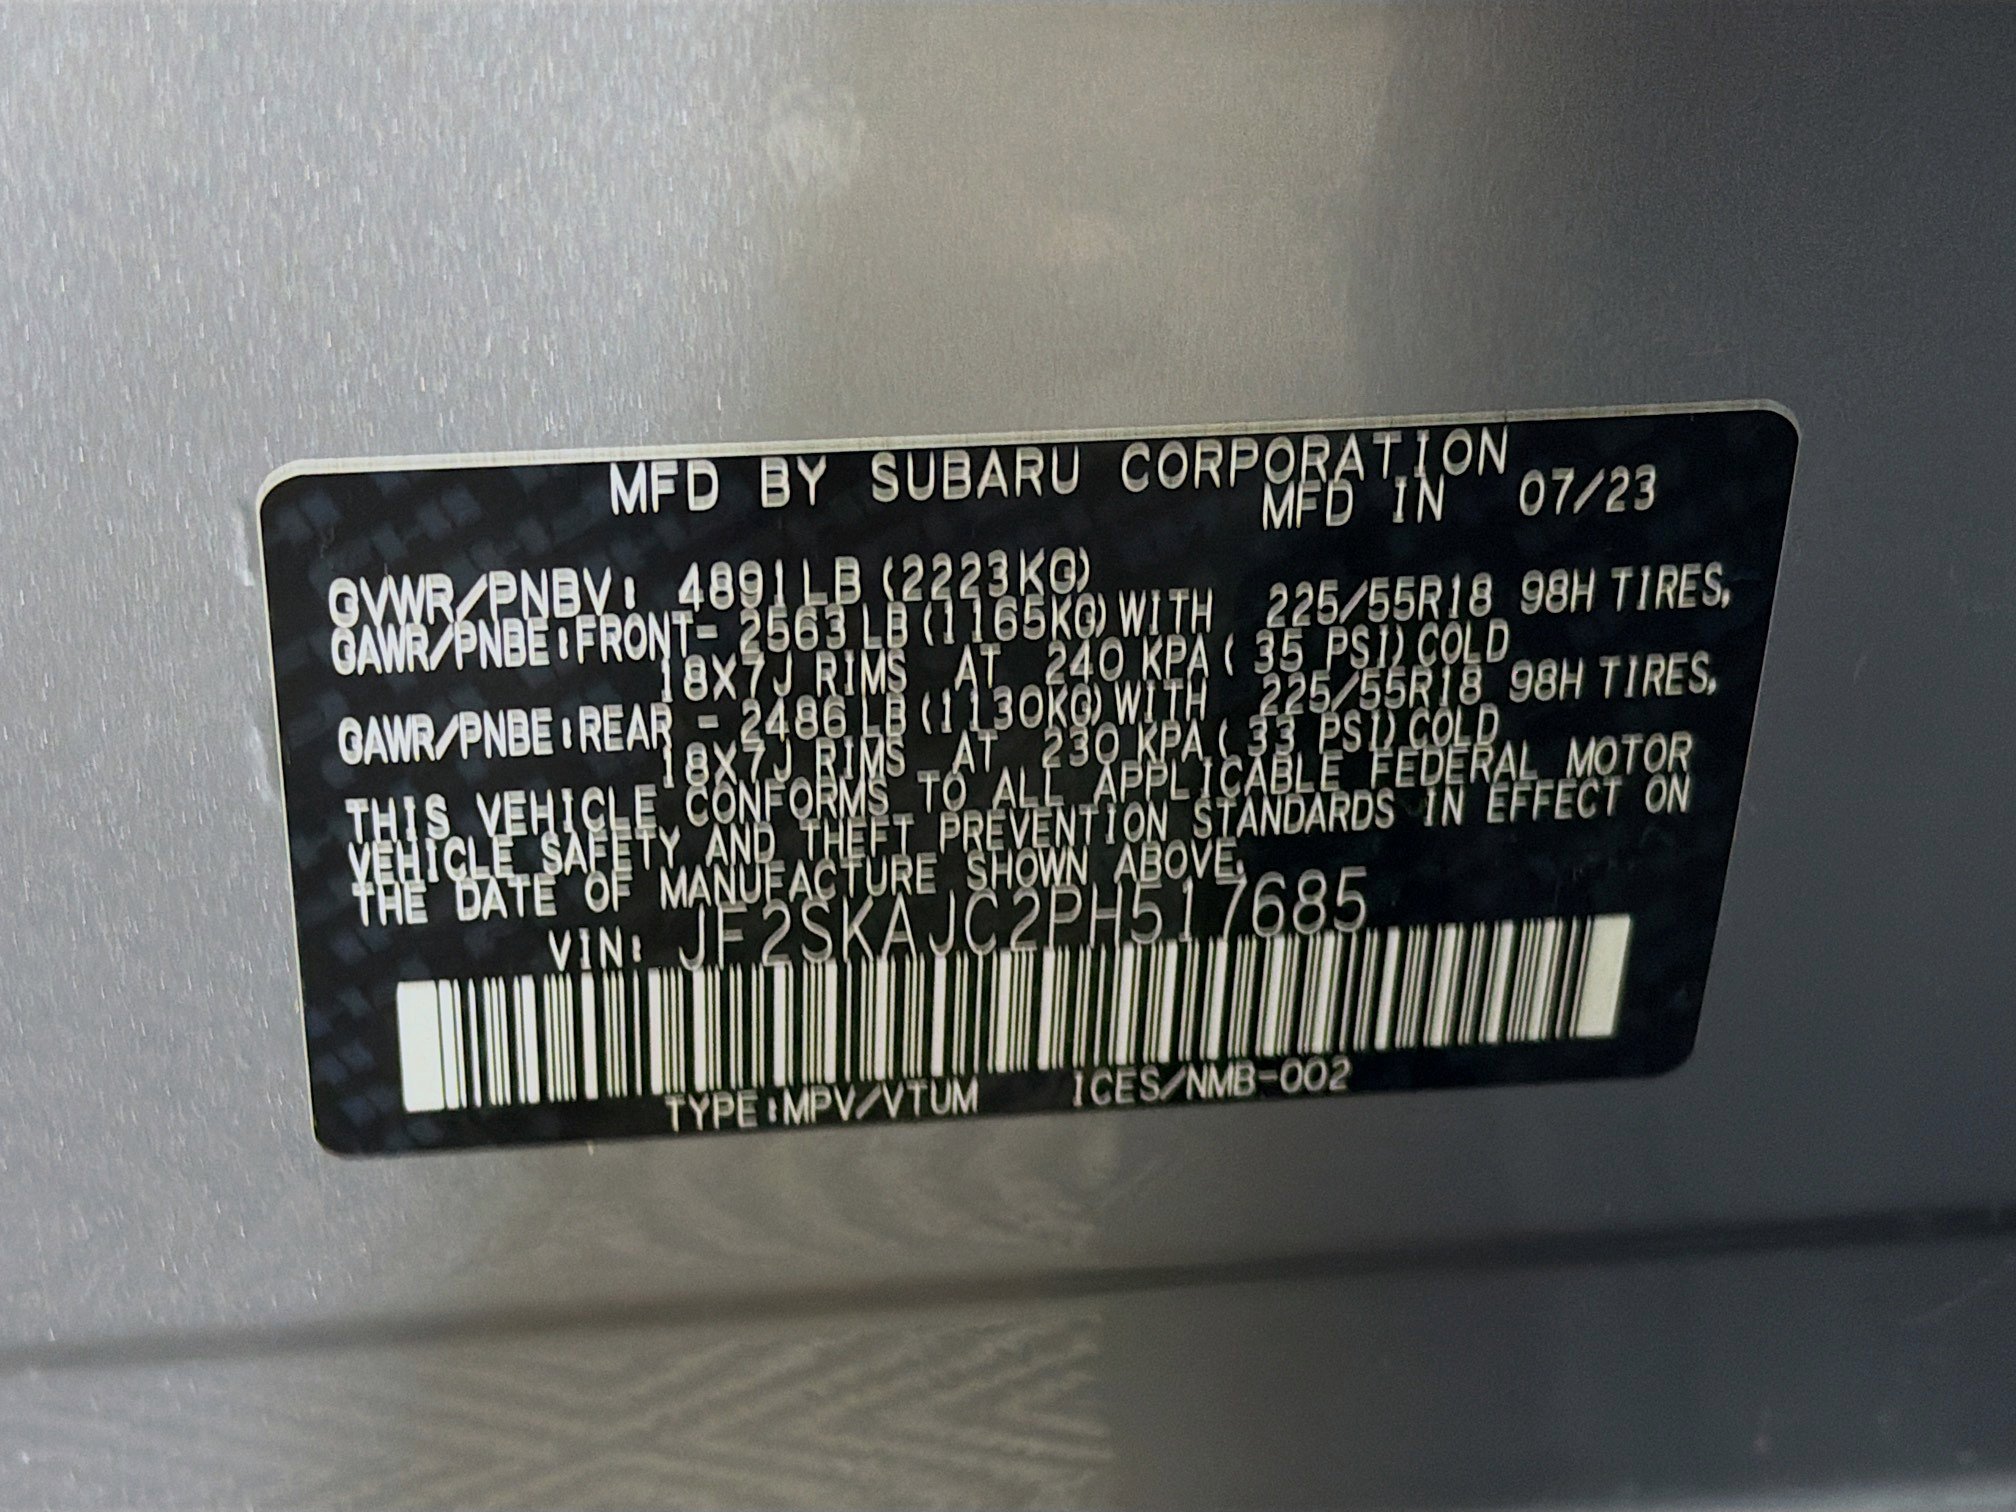 MFD BY SUBARU CORPORATION
MFD IN 07/23
GVWR/PNBV: 4891LB(2223KG)
GAWR/PNBE:FRONT- 2563LB(1165KG)WITH 225/55R18 98H TIRES,
18X7J RIMS AT 240 KPA( 35 PSI)COLD
GAWR/PNBE:REAR - 2486LB(1130KG)WITH 225/55R18 98H TIRES,
18X7J RIMS AT 230 KPA( 33 PSI)COLD
THIS VEHICLE CONFORMS TO ALL APPLICABLE FEDERAL MOTOR
VEHICLE SAFETY AND THEFT PREVENTION STANDARDS IN EFFECT ON
THE DATE OF MANUFACTURE SHOWN ABOVE.
VIN: JF2SKAJC2PH517685
TYPE:MPV/VTUM ICES/NMB-002